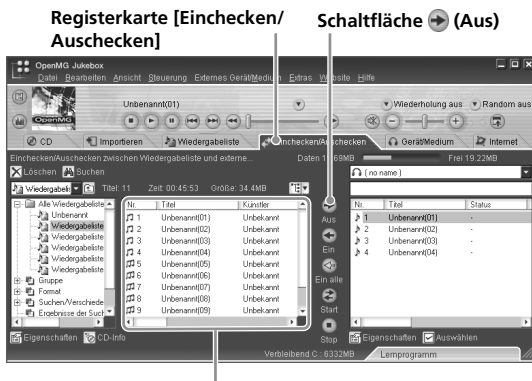 Registerkarte [Einchecken/
Auschecken]
Schaltfläche (Aus)
OpenMG Jukebox
Datei Bearbeiten Ansicht Steuerung Externes Gerät/Medium Extras Website Hilfe
Unbenannt(01)
Wiederholung aus
Random aus
OpenMG
CD
Importieren
Wiedergabeliste
Einchecken/Auschecken
Gerät/Medium
Internet
Einchecken/Auschecken zwischen Wiedergabeliste und externe...
Daten
Frei 19.22MB
Löschen Suchen
( no name )
Wiedergabeli
Titel: 11 Zeit: 00:45:53 Größe: 34.4MB
Alle Wiedergabeliste
Unbenannt
Wiedergabeliste
Wiedergabeliste
Wiedergabeliste
Wiedergabeliste
Gruppe
Format
Suchen/Verschiede
Ergebnisse der Such
Nr. Titel Künstler
1 Unbenannt(01) Unbekannt
2 Unbenannt(02) Unbekannt
3 Unbenannt(03) Unbekannt
4 Unbenannt(04) Unbekannt
5 Unbenannt(05) Unbekannt
6 Unbenannt(06) Unbekannt
7 Unbenannt(07) Unbekannt
8 Unbenannt(08) Unbekannt
9 Unbenannt(09) Unbekannt
Aus
Ein
Ein alle
Start
Stop
Nr. Titel Status
1 Unbenannt(01) -
2 Unbenannt(02) -
3 Unbenannt(03) -
4 Unbenannt(04) -
Eigenschaften CD-Info
Eigenschaften Auswählen
Verbleibend C : 6332MB
Lernprogramm